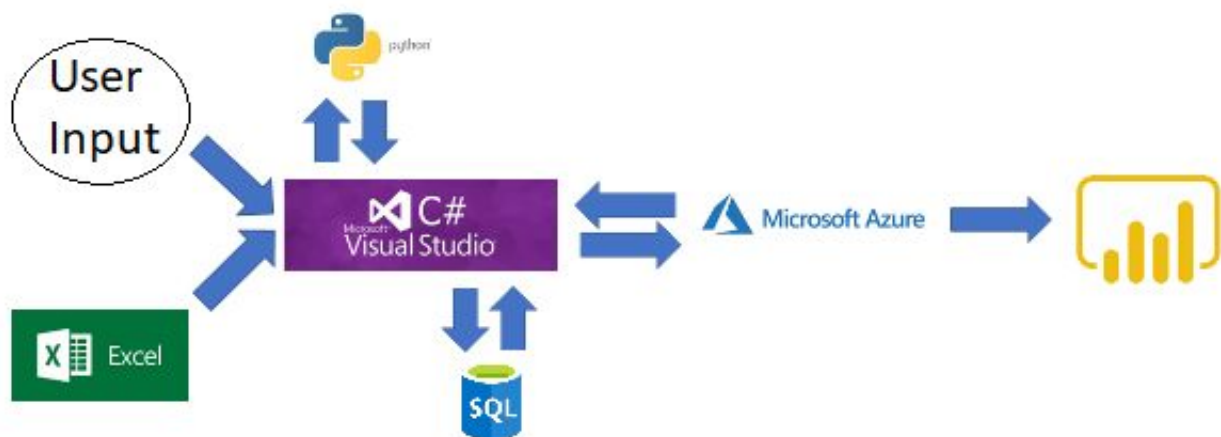 python
User
Input
C#
Microsoft
Visual Studio
Microsoft Azure
X
Excel
SQL